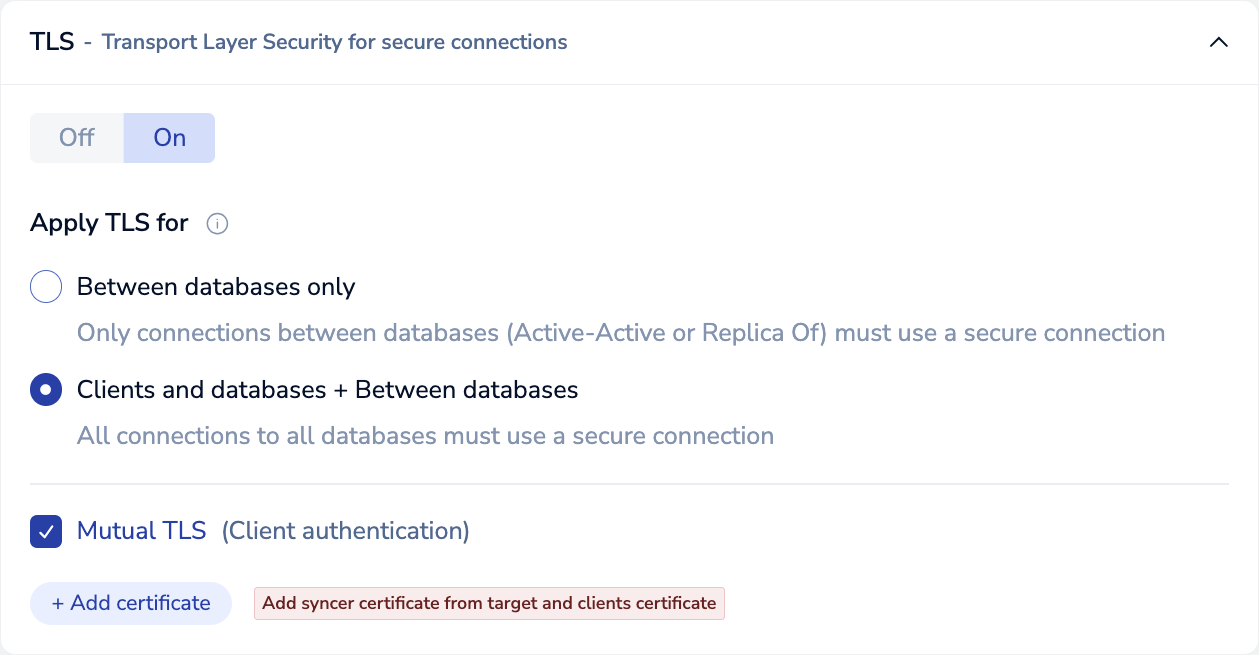 TLS - Transport Layer Security for secure connections
Off On
Apply TLS for
Between databases only
Only connections between databases (Active-Active or Replica Of) must use a secure connection
Clients and databases + Between databases
All connections to all databases must use a secure connection
Mutual TLS (Client authentication)
+ Add certificate Add syncer certificate from target and clients certificate